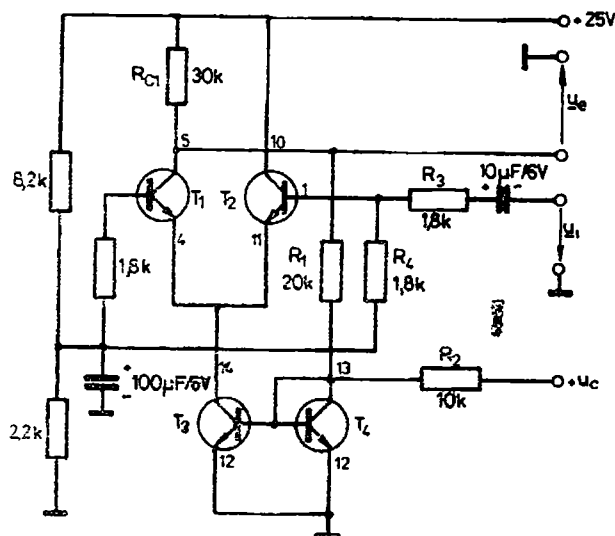 +25V
R_C1 30k
u_e
5
10
10µF/6V
8,2k
T_1
T_2
1
R_3
1,8k
u_1
4
11
1,8k
R_1
20k
R_4
1,8k
+
-
100µF/6V
14
13
R_2
10k
+u_c
2,2k
T_3
T_4
12
12